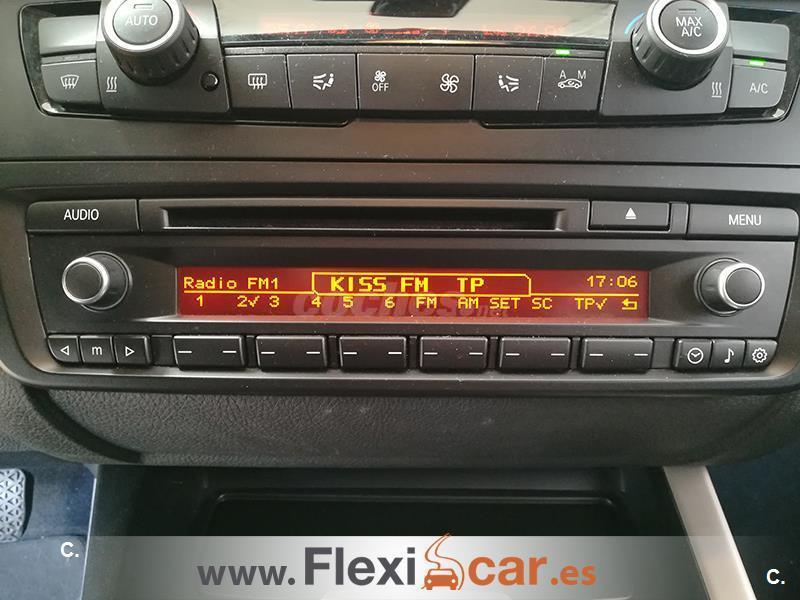 AUTO
MAX
A/C
OFF
A M
A/C
AUDIO
MENU
Radio FM1 KISS FM TP 17:06
1 2✓ 3 4 5 6 FM AM SET SC TP✓
m
C.
www.Flexicar.es
C.